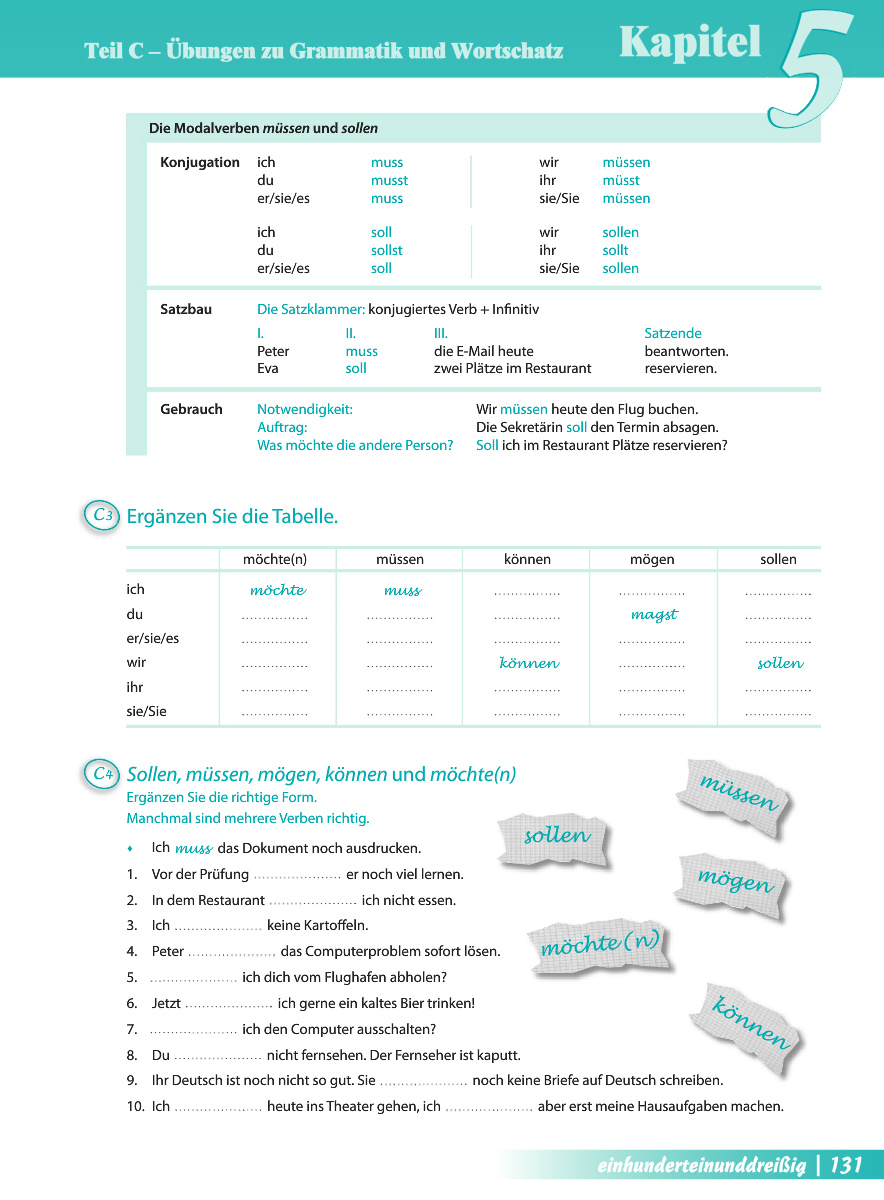 Teil C – Übungen zu Grammatik und Wortschatz Kapitel 5
Die Modalverben müssen und sollen
Konjugation ich muss wir müssen
du musst ihr müsst
er/sie/es muss sie/Sie müssen
ich soll wir sollen
du sollst ihr sollt
er/sie/es soll sie/Sie sollen
Satzbau Die Satzklammer: konjugiertes Verb + Infinitiv
I. II. III. Satzende
Peter muss die E-Mail heute beantworten.
Eva soll zwei Plätze im Restaurant reservieren.
Gebrauch Notwendigkeit: Wir müssen heute den Flug buchen.
Auftrag: Die Sekretärin soll den Termin absagen.
Was möchte die andere Person? Soll ich im Restaurant Plätze reservieren?
C3 Ergänzen Sie die Tabelle.
möchte(n) müssen können mögen sollen
ich möchte muss ................ ................ ................
du ................ ................ ................ magst ................
er/sie/es ................ ................ ................ ................ ................
wir ................ ................ können ................ sollen
ihr ................ ................ ................ ................ ................
sie/Sie ................ ................ ................ ................ ................
C4 Sollen, müssen, mögen, können und möchte(n)
Ergänzen Sie die richtige Form.
Manchmal sind mehrere Verben richtig.
müssen
sollen
mögen
möchte(n)
können
♦ Ich muss das Dokument noch ausdrucken.
1. Vor der Prüfung ..................... er noch viel lernen.
2. In dem Restaurant ..................... ich nicht essen.
3. Ich ..................... keine Kartoffeln.
4. Peter ..................... das Computerproblem sofort lösen.
5. ..................... ich dich vom Flughafen abholen?
6. Jetzt ..................... ich gerne ein kaltes Bier trinken!
7. ..................... ich den Computer ausschalten?
8. Du ..................... nicht fernsehen. Der Fernseher ist kaputt.
9. Ihr Deutsch ist noch nicht so gut. Sie ..................... noch keine Briefe auf Deutsch schreiben.
10. Ich ..................... heute ins Theater gehen, ich ..................... aber erst meine Hausaufgaben machen.
einhunderteinunddreißig | 131